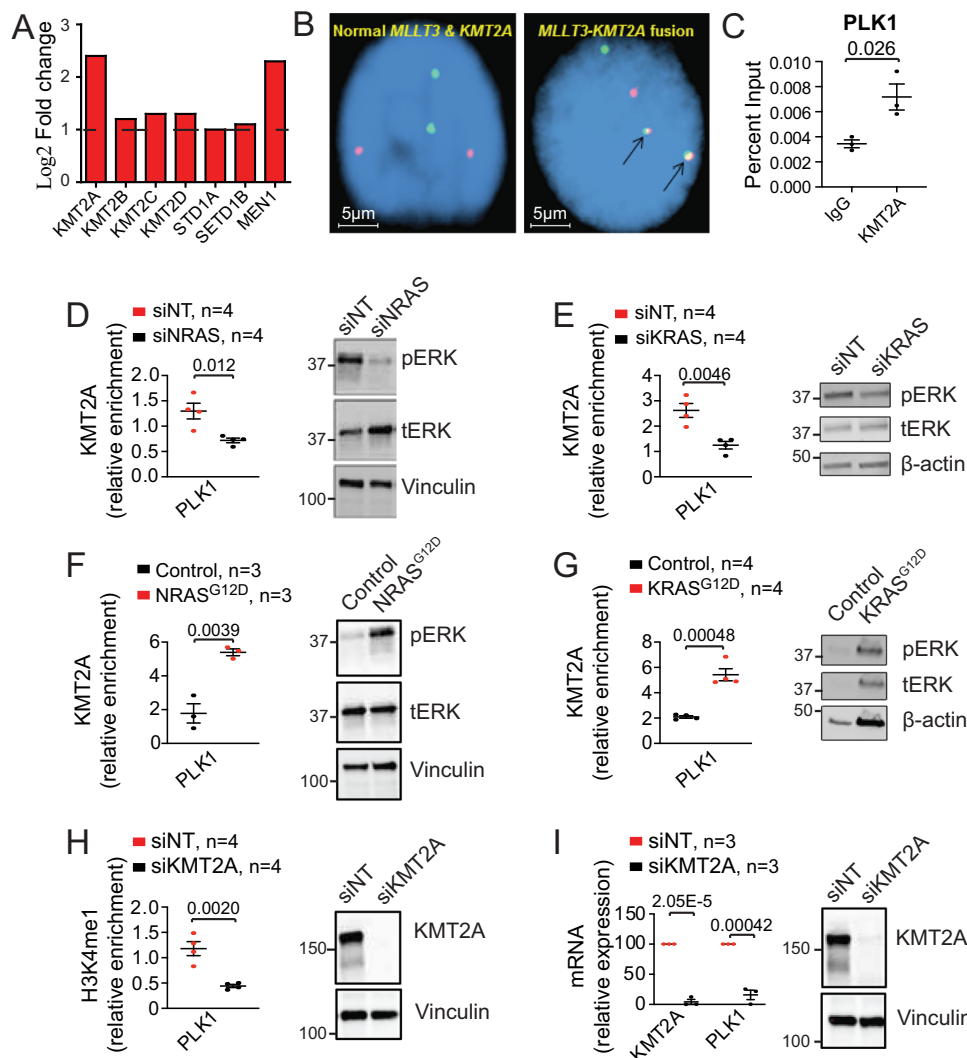 A
Log2 Fold change
4
3
2
1
0
KMT2A
KMT2B
KMT2C
KMT2D
STD1A
SETD1B
MEN1
B
Normal MLLT3 & KMT2A
5µm
MLLT3-KMT2A fusion
5µm
C
PLK1
0.026
Percent Input
0.010
0.008
0.006
0.004
0.002
0.000
IgG
KMT2A
D
siNT, n=4
siNRAS, n=4
0.012
KMT2A
(relative enrichment)
2.0
1.5
1.0
0.5
0
PLK1
siNT
siNRAS
37
pERK
37
tERK
100
Vinculin
E
siNT, n=4
siKRAS, n=4
0.0046
KMT2A
(relative enrichment)
4
3
2
1
0
PLK1
siNT
siKRAS
37
pERK
37
tERK
50
β-actin
F
Control, n=3
NRASG12D, n=3
0.0039
KMT2A
(relative enrichment)
6
4
2
0
PLK1
Control
NRASG12D
37
pERK
37
tERK
100
Vinculin
G
Control, n=4
KRASG12D, n=4
0.00048
KMT2A
(relative enrichment)
8
6
4
2
0
PLK1
Control
KRASG12D
37
pERK
37
tERK
50
β-actin
H
siNT, n=4
siKMT2A, n=4
0.0020
H3K4me1
(relative enrichment)
2.0
1.5
1.0
0.5
0
PLK1
siNT
siKMT2A
150
KMT2A
100
Vinculin
I
siNT, n=3
siKMT2A, n=3
2.05E-5
0.00042
mRNA
(relative expression)
150
100
75
50
25
0
KMT2A
PLK1
siNT
siKMT2A
150
KMT2A
100
Vinculin